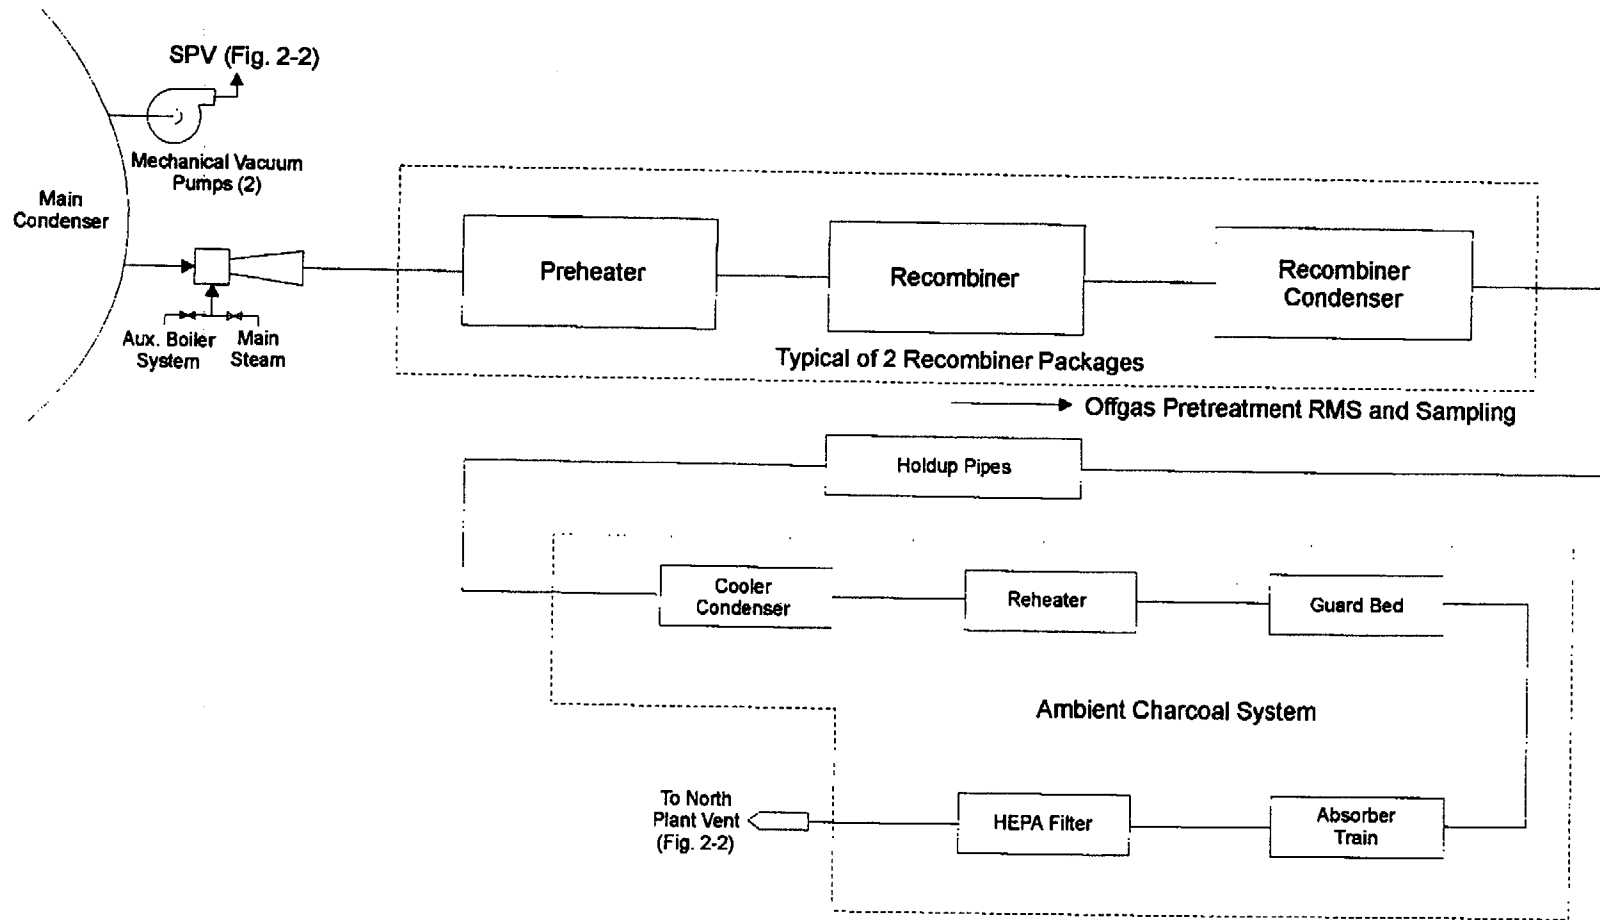 SPV (Fig. 2-2)
Mechanical Vacuum
Pumps (2)
Main
Condenser
Aux. Boiler
System
Main
Steam
Preheater
Recombiner
Recombiner
Condenser
Typical of 2 Recombiner Packages
Offgas Pretreatment RMS and Sampling
Holdup Pipes
Cooler
Condenser
Reheater
Guard Bed
Ambient Charcoal System
To North
Plant Vent
(Fig. 2-2)
HEPA Filter
Absorber
Train